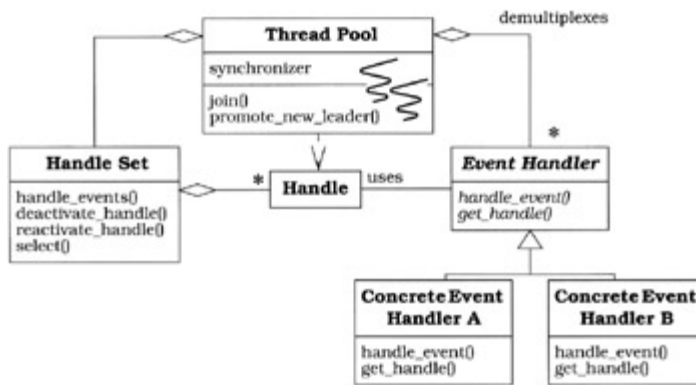 demultiplexes
Thread Pool
synchronizer
join()
promote_new_leader()
*
Handle Set
handle_events()
deactivate_handle()
reactivate_handle()
select()
*
Handle
uses
Event Handler
handle_event()
get_handle()
Concrete Event
Handler A
handle_event()
get_handle()
Concrete Event
Handler B
handle_event()
get_handle()